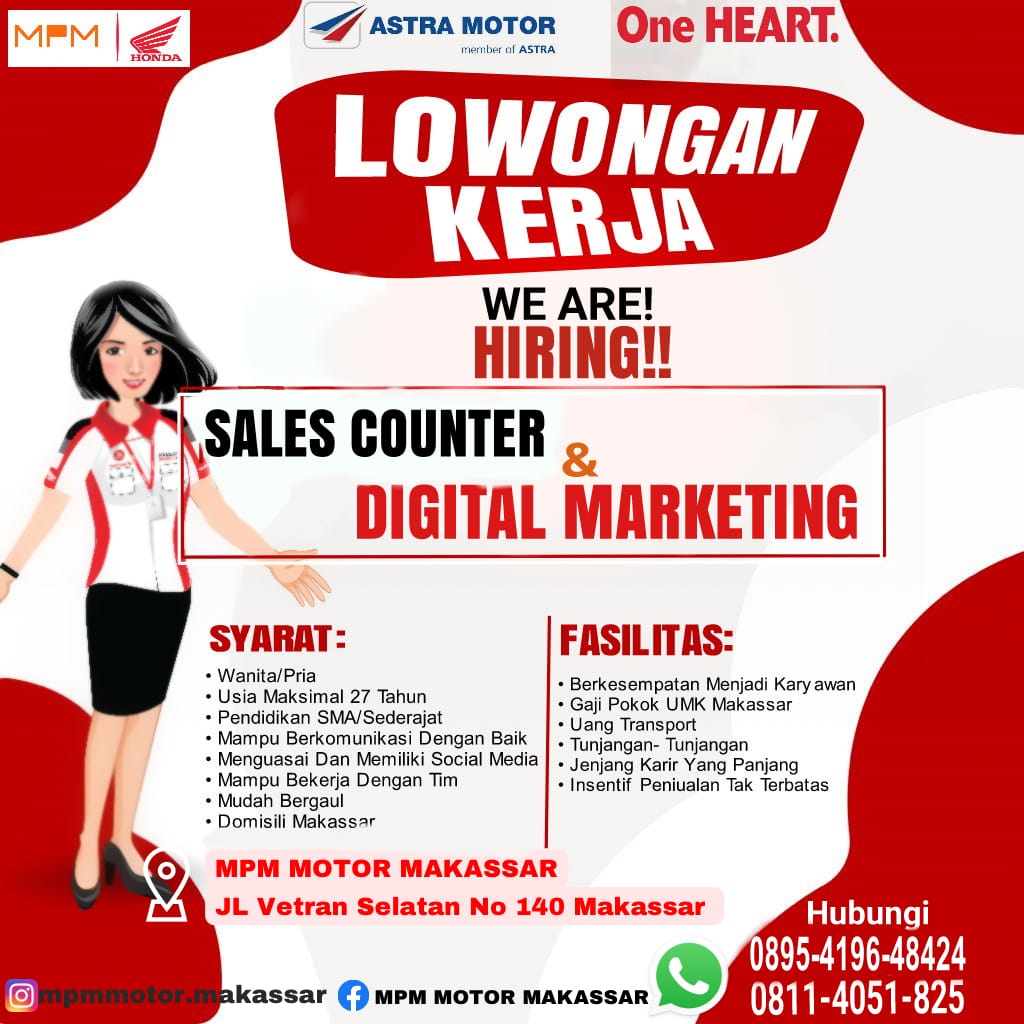 MPM
HONDA
ASTRA MOTOR
member of ASTRA
One HEART.
LOWONGAN
KERJA
WE ARE!
HIRING!!
SALES COUNTER
&
DIGITAL MARKETING
SYARAT:
• Wanita/Pria
• Usia Maksimal 27 Tahun
• Pendidikan SMA/Sederajat
• Mampu Berkomunikasi Dengan Baik
• Menguasai Dan Memiliki Social Media
• Mampu Bekerja Dengan Tim
• Mudah Bergaul
• Domisili Makassar
FASILITAS:
• Berkesempatan Menjadi Karyawan
• Gaji Pokok UMK Makassar
• Uang Transport
• Tunjangan- Tunjangan
• Jenjang Karir Yang Panjang
• Insentif Peniualan Tak Terbatas
MPM MOTOR MAKASSAR
JL Vetran Selatan No 140 Makassar
Hubungi
0895-4196-48424
0811-4051-825
mpmmotor.makassar
MPM MOTOR MAKASSAR